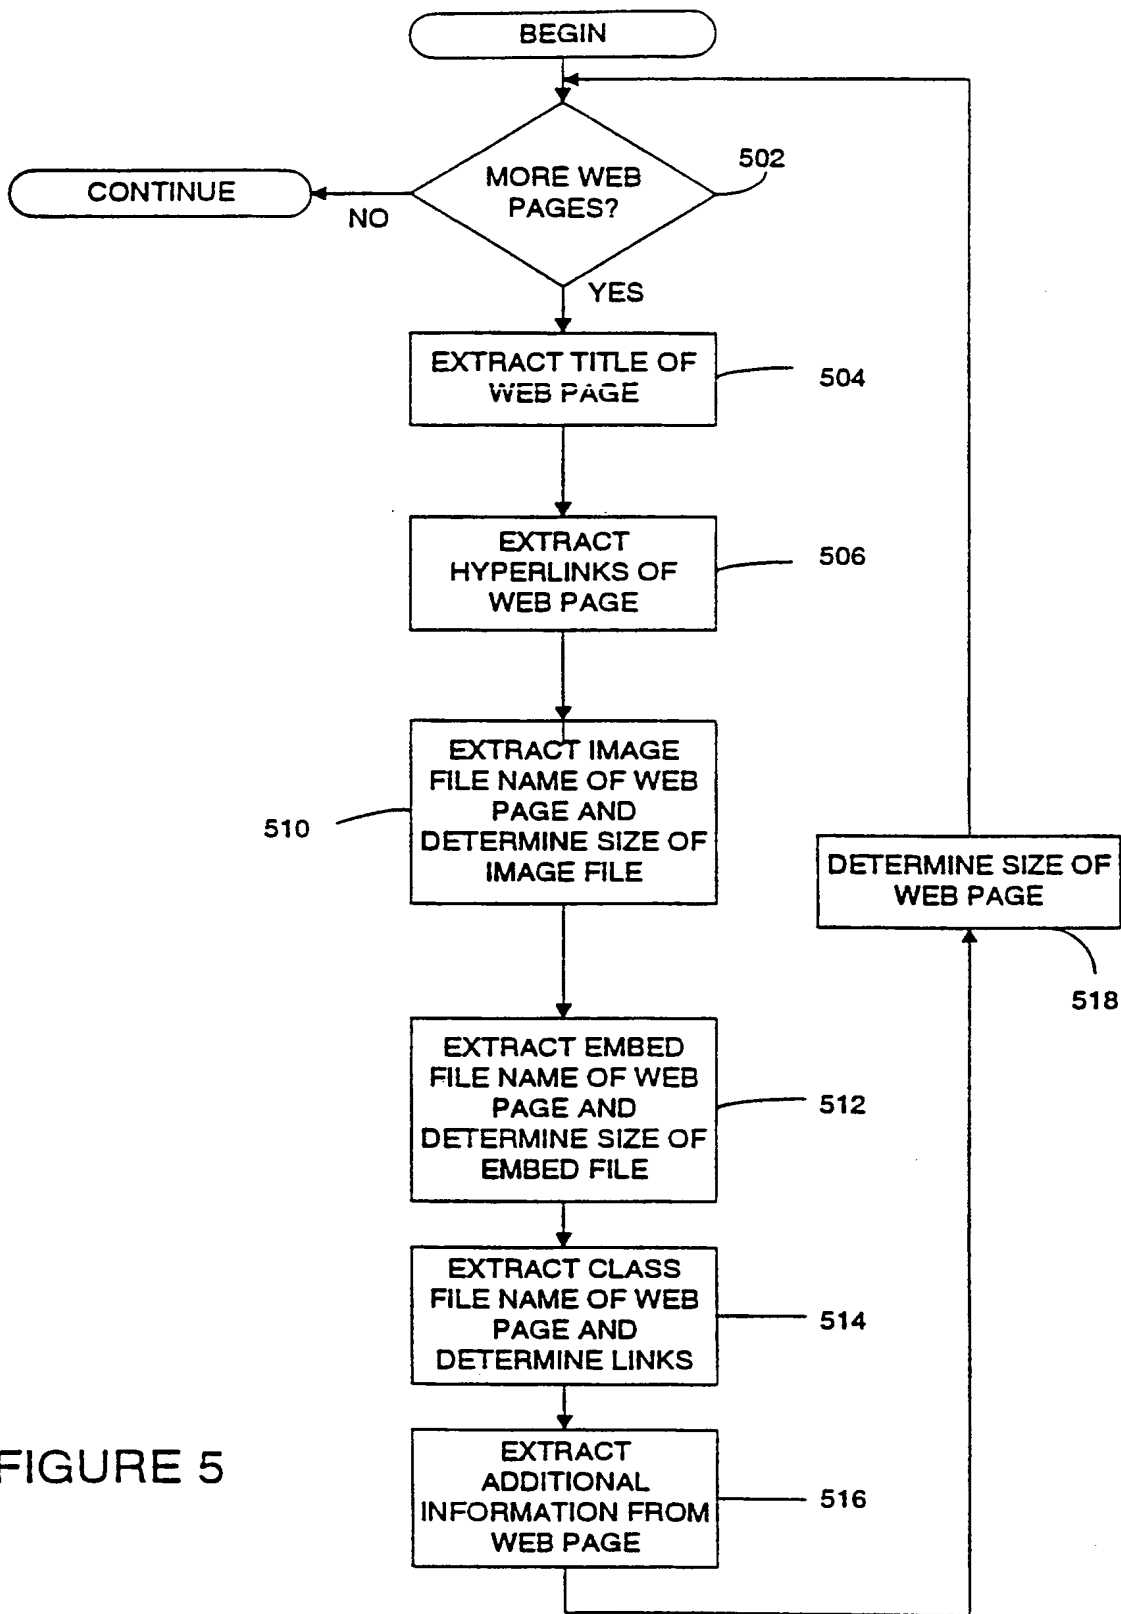 BEGIN
MORE WEB
PAGES?
502
CONTINUE
NO
YES
EXTRACT TITLE OF
WEB PAGE
504
EXTRACT
HYPERLINKS OF
WEB PAGE
506
EXTRACT IMAGE
FILE NAME OF WEB
PAGE AND
DETERMINE SIZE OF
IMAGE FILE
510
DETERMINE SIZE OF
WEB PAGE
518
EXTRACT EMBED
FILE NAME OF WEB
PAGE AND
DETERMINE SIZE OF
EMBED FILE
512
EXTRACT CLASS
FILE NAME OF WEB
PAGE AND
DETERMINE LINKS
514
EXTRACT
ADDITIONAL
INFORMATION FROM
WEB PAGE
516
FIGURE 5